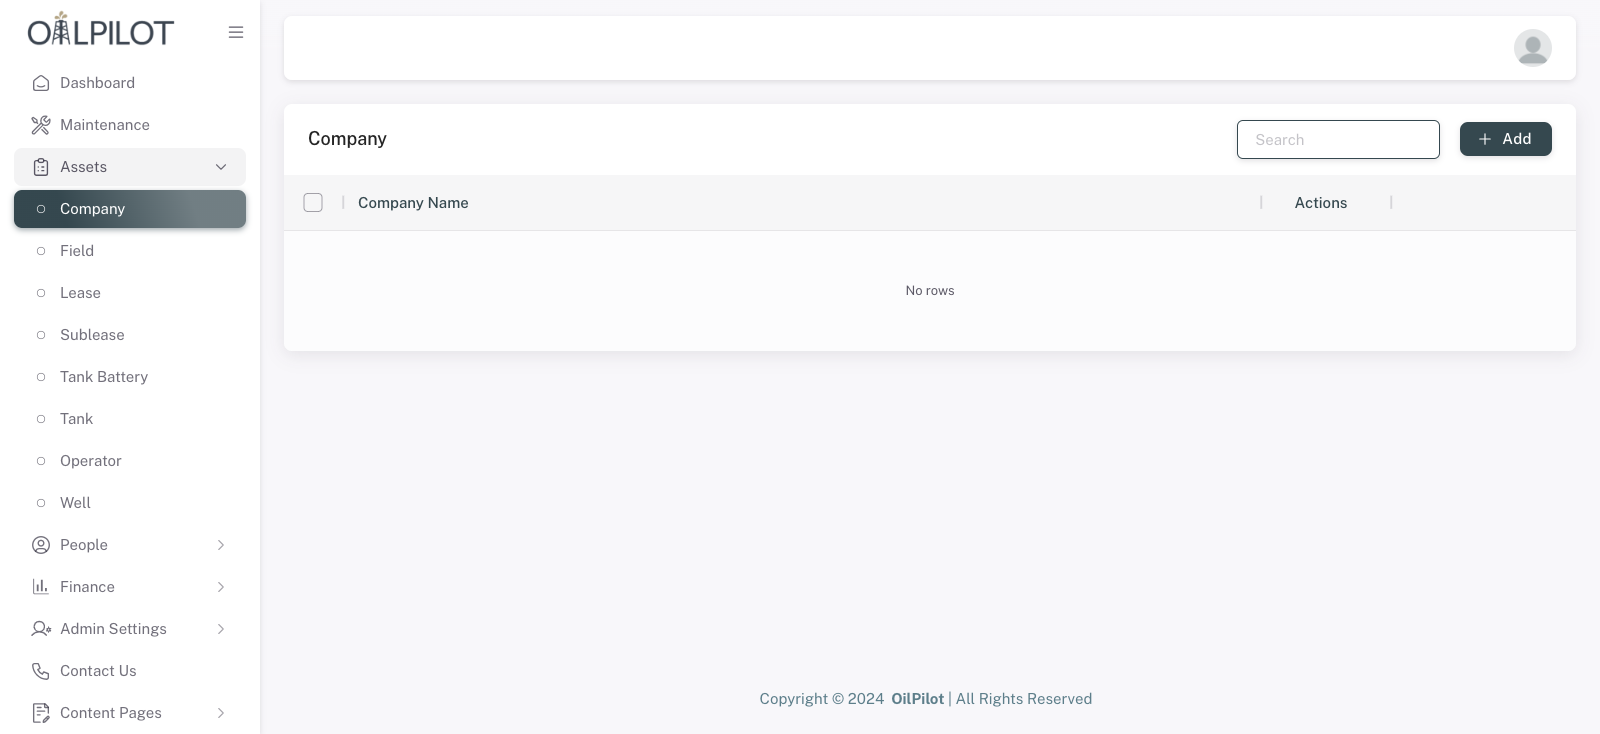 OILPILOT
Dashboard
Maintenance
Assets
Company
Field
Lease
Sublease
Tank Battery
Tank
Operator
Well
People
Finance
Admin Settings
Contact Us
Content Pages
Company
Search
Add
Company Name
Actions
No rows
Copyright © 2024 OilPilot | All Rights Reserved